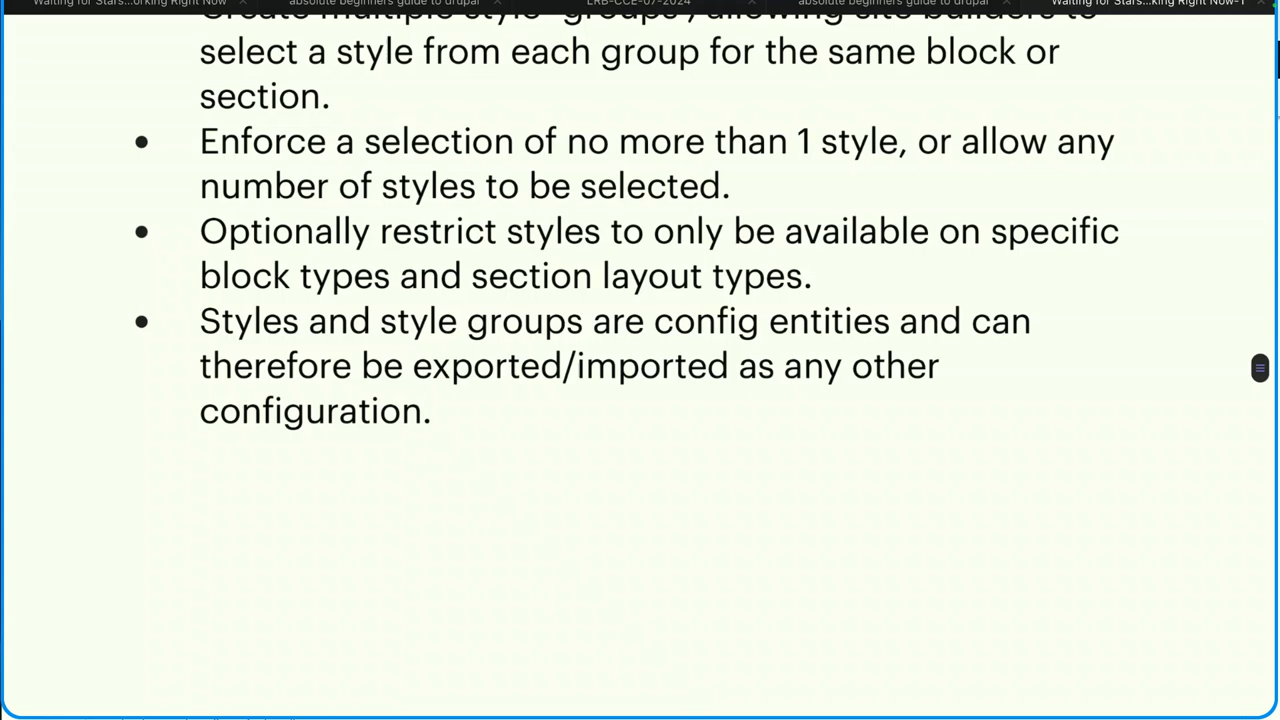 Waiting for Stars...orking Right Now
absolute beginners guide to drupal
LRB-CCE-07-2024
absolute beginners guide to drupal
Waiting for Stars...king Right Now-1
Create multiple style "groups", allowing site builders to
select a style from each group for the same block or
section.
• Enforce a selection of no more than 1 style, or allow any
number of styles to be selected.
• Optionally restrict styles to only be available on specific
block types and section layout types.
• Styles and style groups are config entities and can
therefore be exported/imported as any other
configuration.